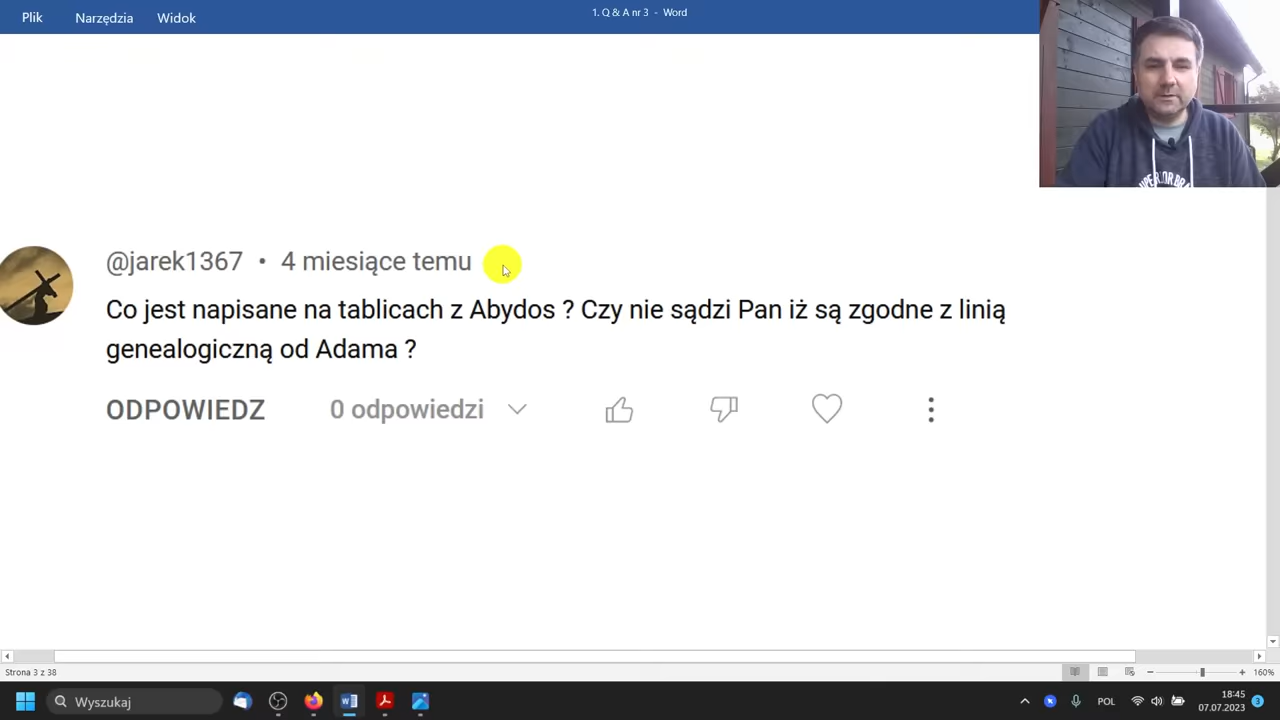 Plik Narzędzia Widok
1. Q & A nr 3 - Word
@jarek1367 • 4 miesiące temu
Co jest napisane na tablicach z Abydos ? Czy nie sądzi Pan iż są zgodne z linią
genealogiczną od Adama ?
ODPOWIEDZ 0 odpowiedzi
Strona 3 z 38
160%
Wyszukaj
POL
18:45
07.07.2023
3